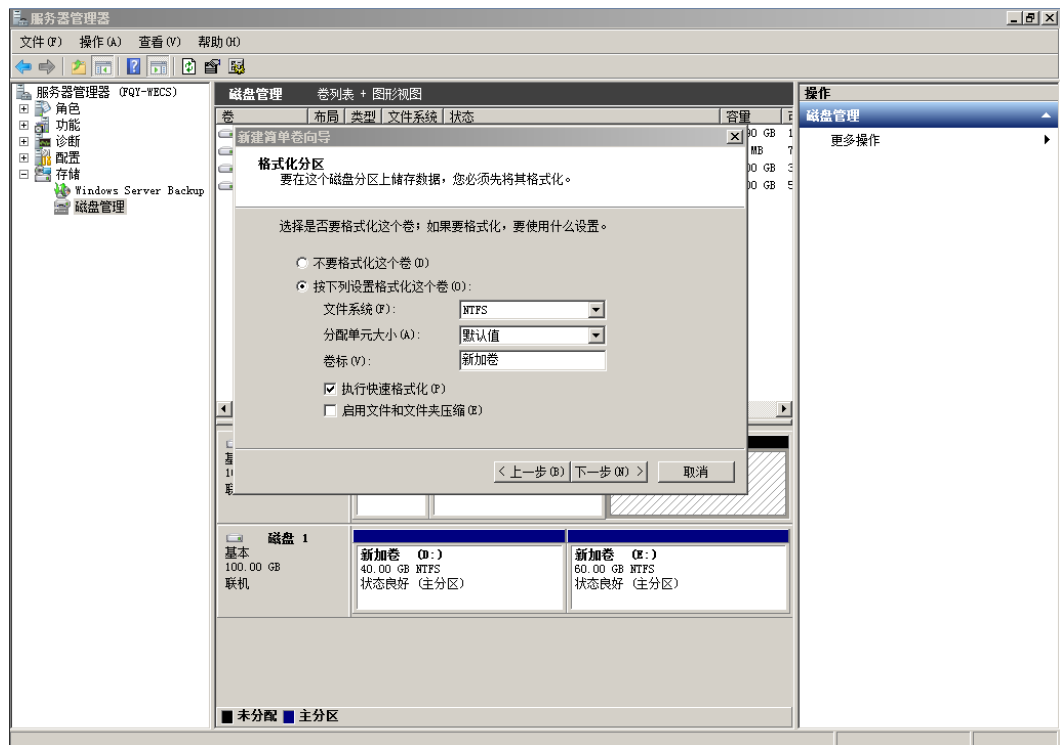 服务器管理器
文件(F) 操作(A) 查看(V) 帮助(H)
服务器管理器 (FQY-WECS)
角色
功能
诊断
配置
存储
Windows Server Backup
磁盘管理
磁盘管理 卷列表 + 图形视图
卷 布局 类型 文件系统 状态 容量
新建简单卷向导
格式化分区
要在这个磁盘分区上储存数据，您必须先将其格式化。
选择是否要格式化这个卷；如果要格式化，要使用什么设置。
不要格式化这个卷(D)
按下列设置格式化这个卷(O):
文件系统(F): NTFS
分配单元大小(A): 默认值
卷标(V): 新加卷
执行快速格式化(P)
启用文件和文件夹压缩(E)
< 上一步(B) 下一步(N) > 取消
磁盘 1
基本
100.00 GB
联机
新加卷 (D:)
40.00 GB NTFS
状态良好 (主分区)
新加卷 (E:)
60.00 GB NTFS
状态良好 (主分区)
未分配 主分区
操作
磁盘管理
更多操作